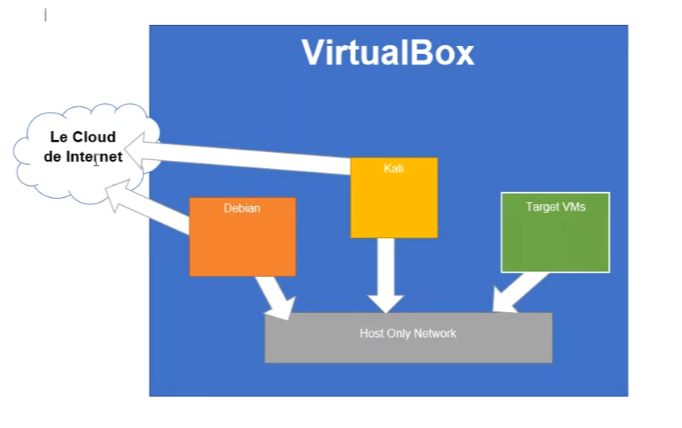 VirtualBox
Le Cloud
de Internet
Kali
Debian
Target VMs
Host Only Network